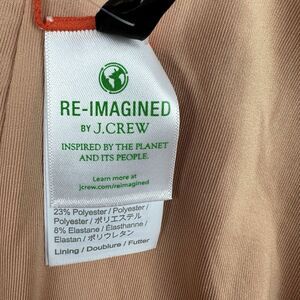 RE-IMAGINED
BY J.CREW
INSPIRED BY THE PLANET
AND ITS PEOPLE.
Learn more at
jcrew.com/reimagined
23% Polyester / Polyester /
Polyester / ポリエステル
8% Elastane / Élasthanne /
Elastan / ポリウレタン
Lining / Doublure / Futter